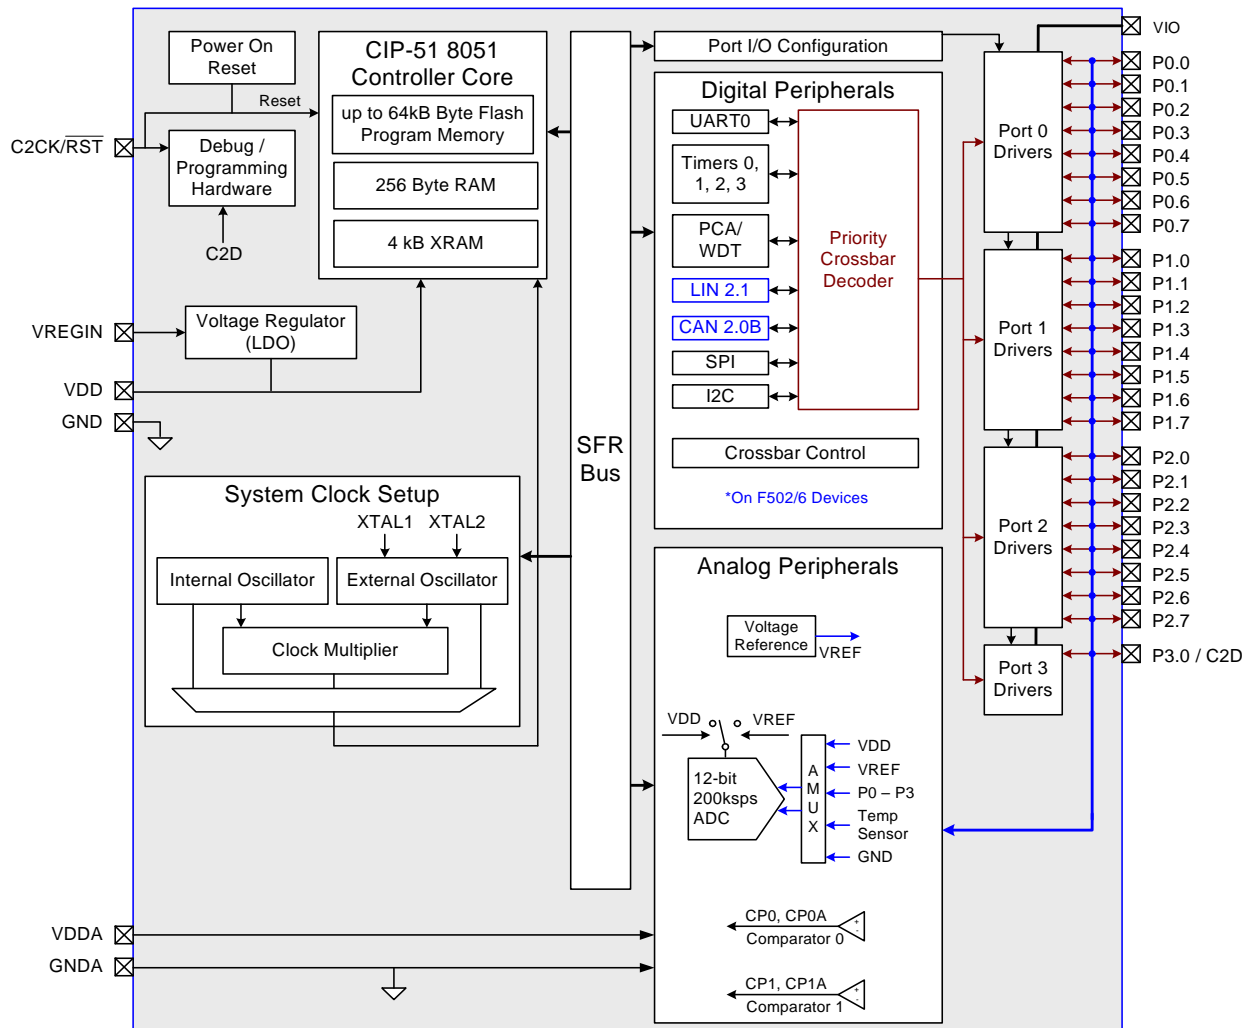 Power On
Reset
Reset
C2CK/RST
Debug /
Programming
Hardware
C2D
CIP-51 8051
Controller Core
up to 64kB Byte Flash
Program Memory
256 Byte RAM
4 kB XRAM
VREGIN
Voltage Regulator
(LDO)
VDD
GND
System Clock Setup
XTAL1
XTAL2
Internal Oscillator
External Oscillator
Clock Multiplier
VDDA
GNDA
SFR
Bus
Port I/O Configuration
Digital Peripherals
UART0
Timers 0,
1, 2, 3
PCA/
WDT
LIN 2.1
CAN 2.0B
SPI
I2C
Priority
Crossbar
Decoder
Crossbar Control
*On F502/6 Devices
Analog Peripherals
Voltage
Reference
VREF
VDD
VREF
12-bit
200ksps
ADC
A
M
U
X
VDD
VREF
P0 – P3
Temp
Sensor
GND
CP0, CP0A
Comparator 0
+
-
CP1, CP1A
Comparator 1
+
-
Port 0
Drivers
Port 1
Drivers
Port 2
Drivers
Port 3
Drivers
VIO
P0.0
P0.1
P0.2
P0.3
P0.4
P0.5
P0.6
P0.7
P1.0
P1.1
P1.2
P1.3
P1.4
P1.5
P1.6
P1.7
P2.0
P2.1
P2.2
P2.3
P2.4
P2.5
P2.6
P2.7
P3.0 / C2D